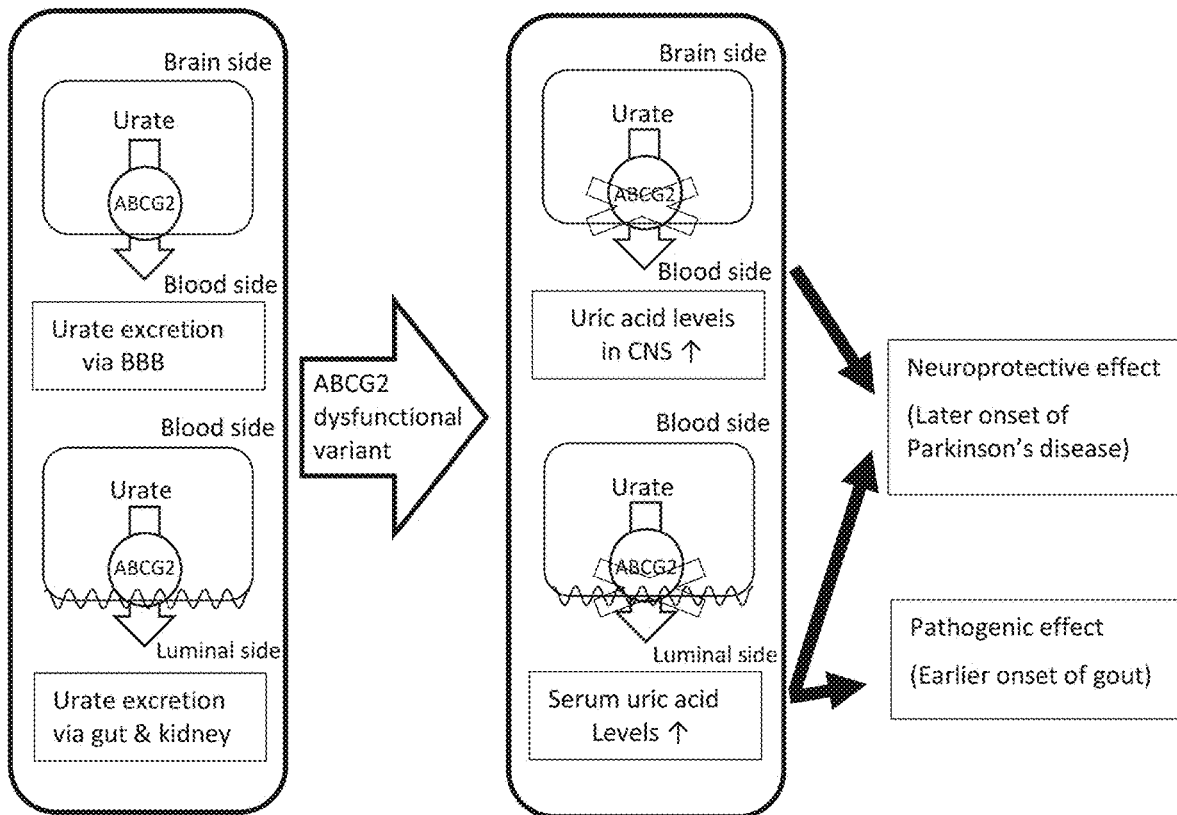 Brain side
Urate
ABCG2
Blood side
Urate excretion
via BBB
Blood side
Urate
ABCG2
Luminal side
Urate excretion
via gut & kidney
ABCG2
dysfunctional
variant
Brain side
Urate
ABCG2
Blood side
Uric acid levels
in CNS ↑
Blood side
Urate
ABCG2
Luminal side
Serum uric acid
Levels ↑
Neuroprotective effect
(Later onset of
Parkinson's disease)
Pathogenic effect
(Earlier onset of gout)